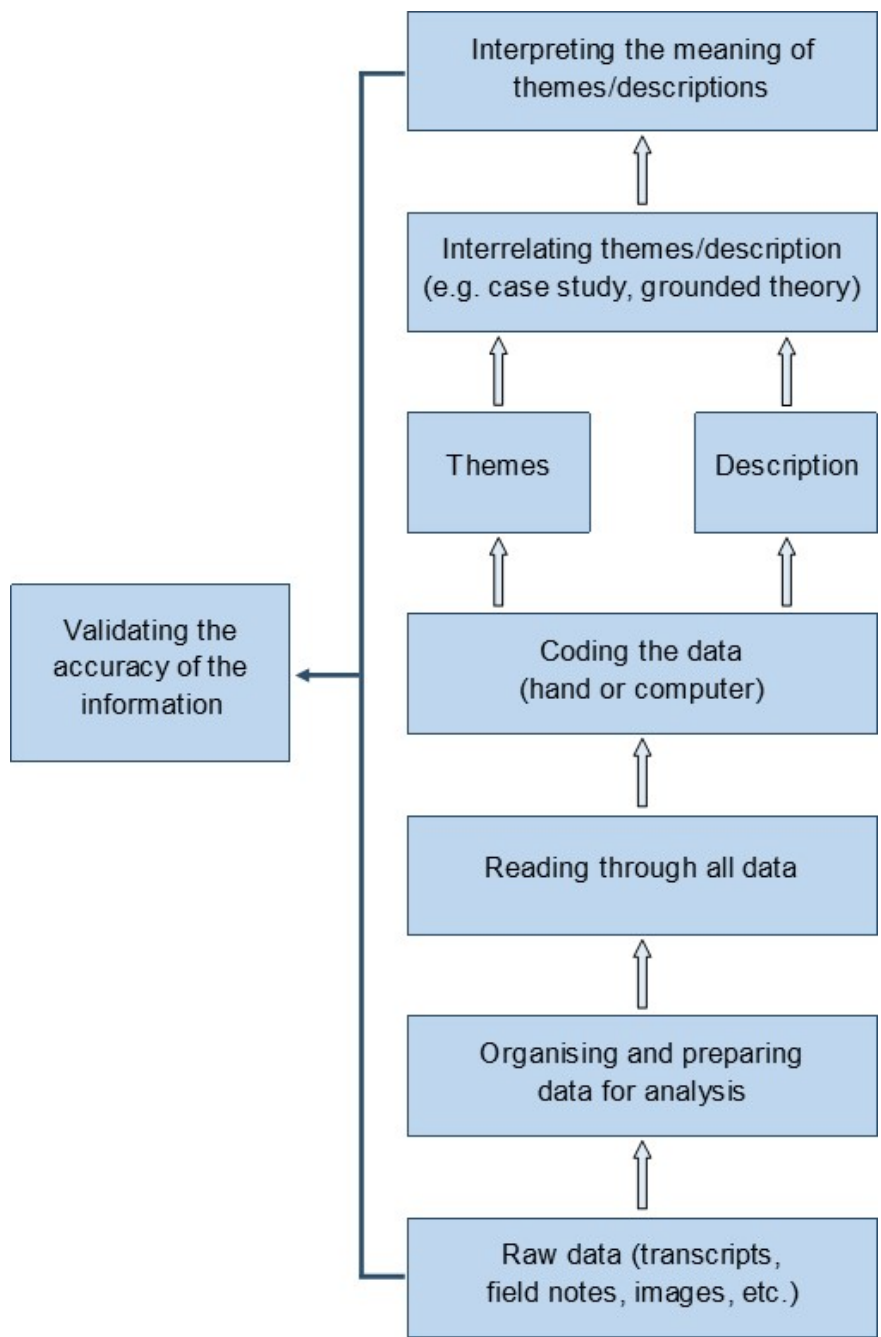 Interpreting the meaning of
themes/descriptions
Interrelating themes/description
(e.g. case study, grounded theory)
Themes
Description
Validating the
accuracy of the
information
Coding the data
(hand or computer)
Reading through all data
Organising and preparing
data for analysis
Raw data (transcripts,
field notes, images, etc.)